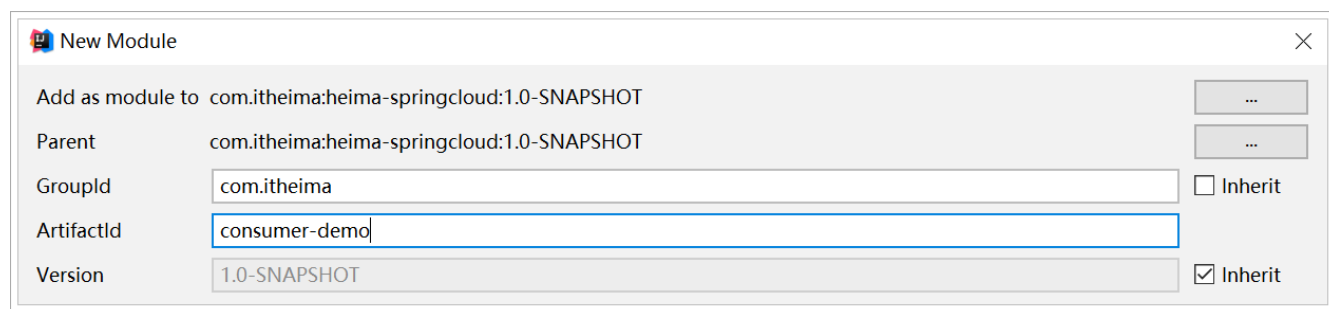 New Module
Add as module to com.itheima:heima-springcloud:1.0-SNAPSHOT ...
Parent com.itheima:heima-springcloud:1.0-SNAPSHOT ...
GroupId com.itheima Inherit
ArtifactId consumer-demo
Version 1.0-SNAPSHOT Inherit